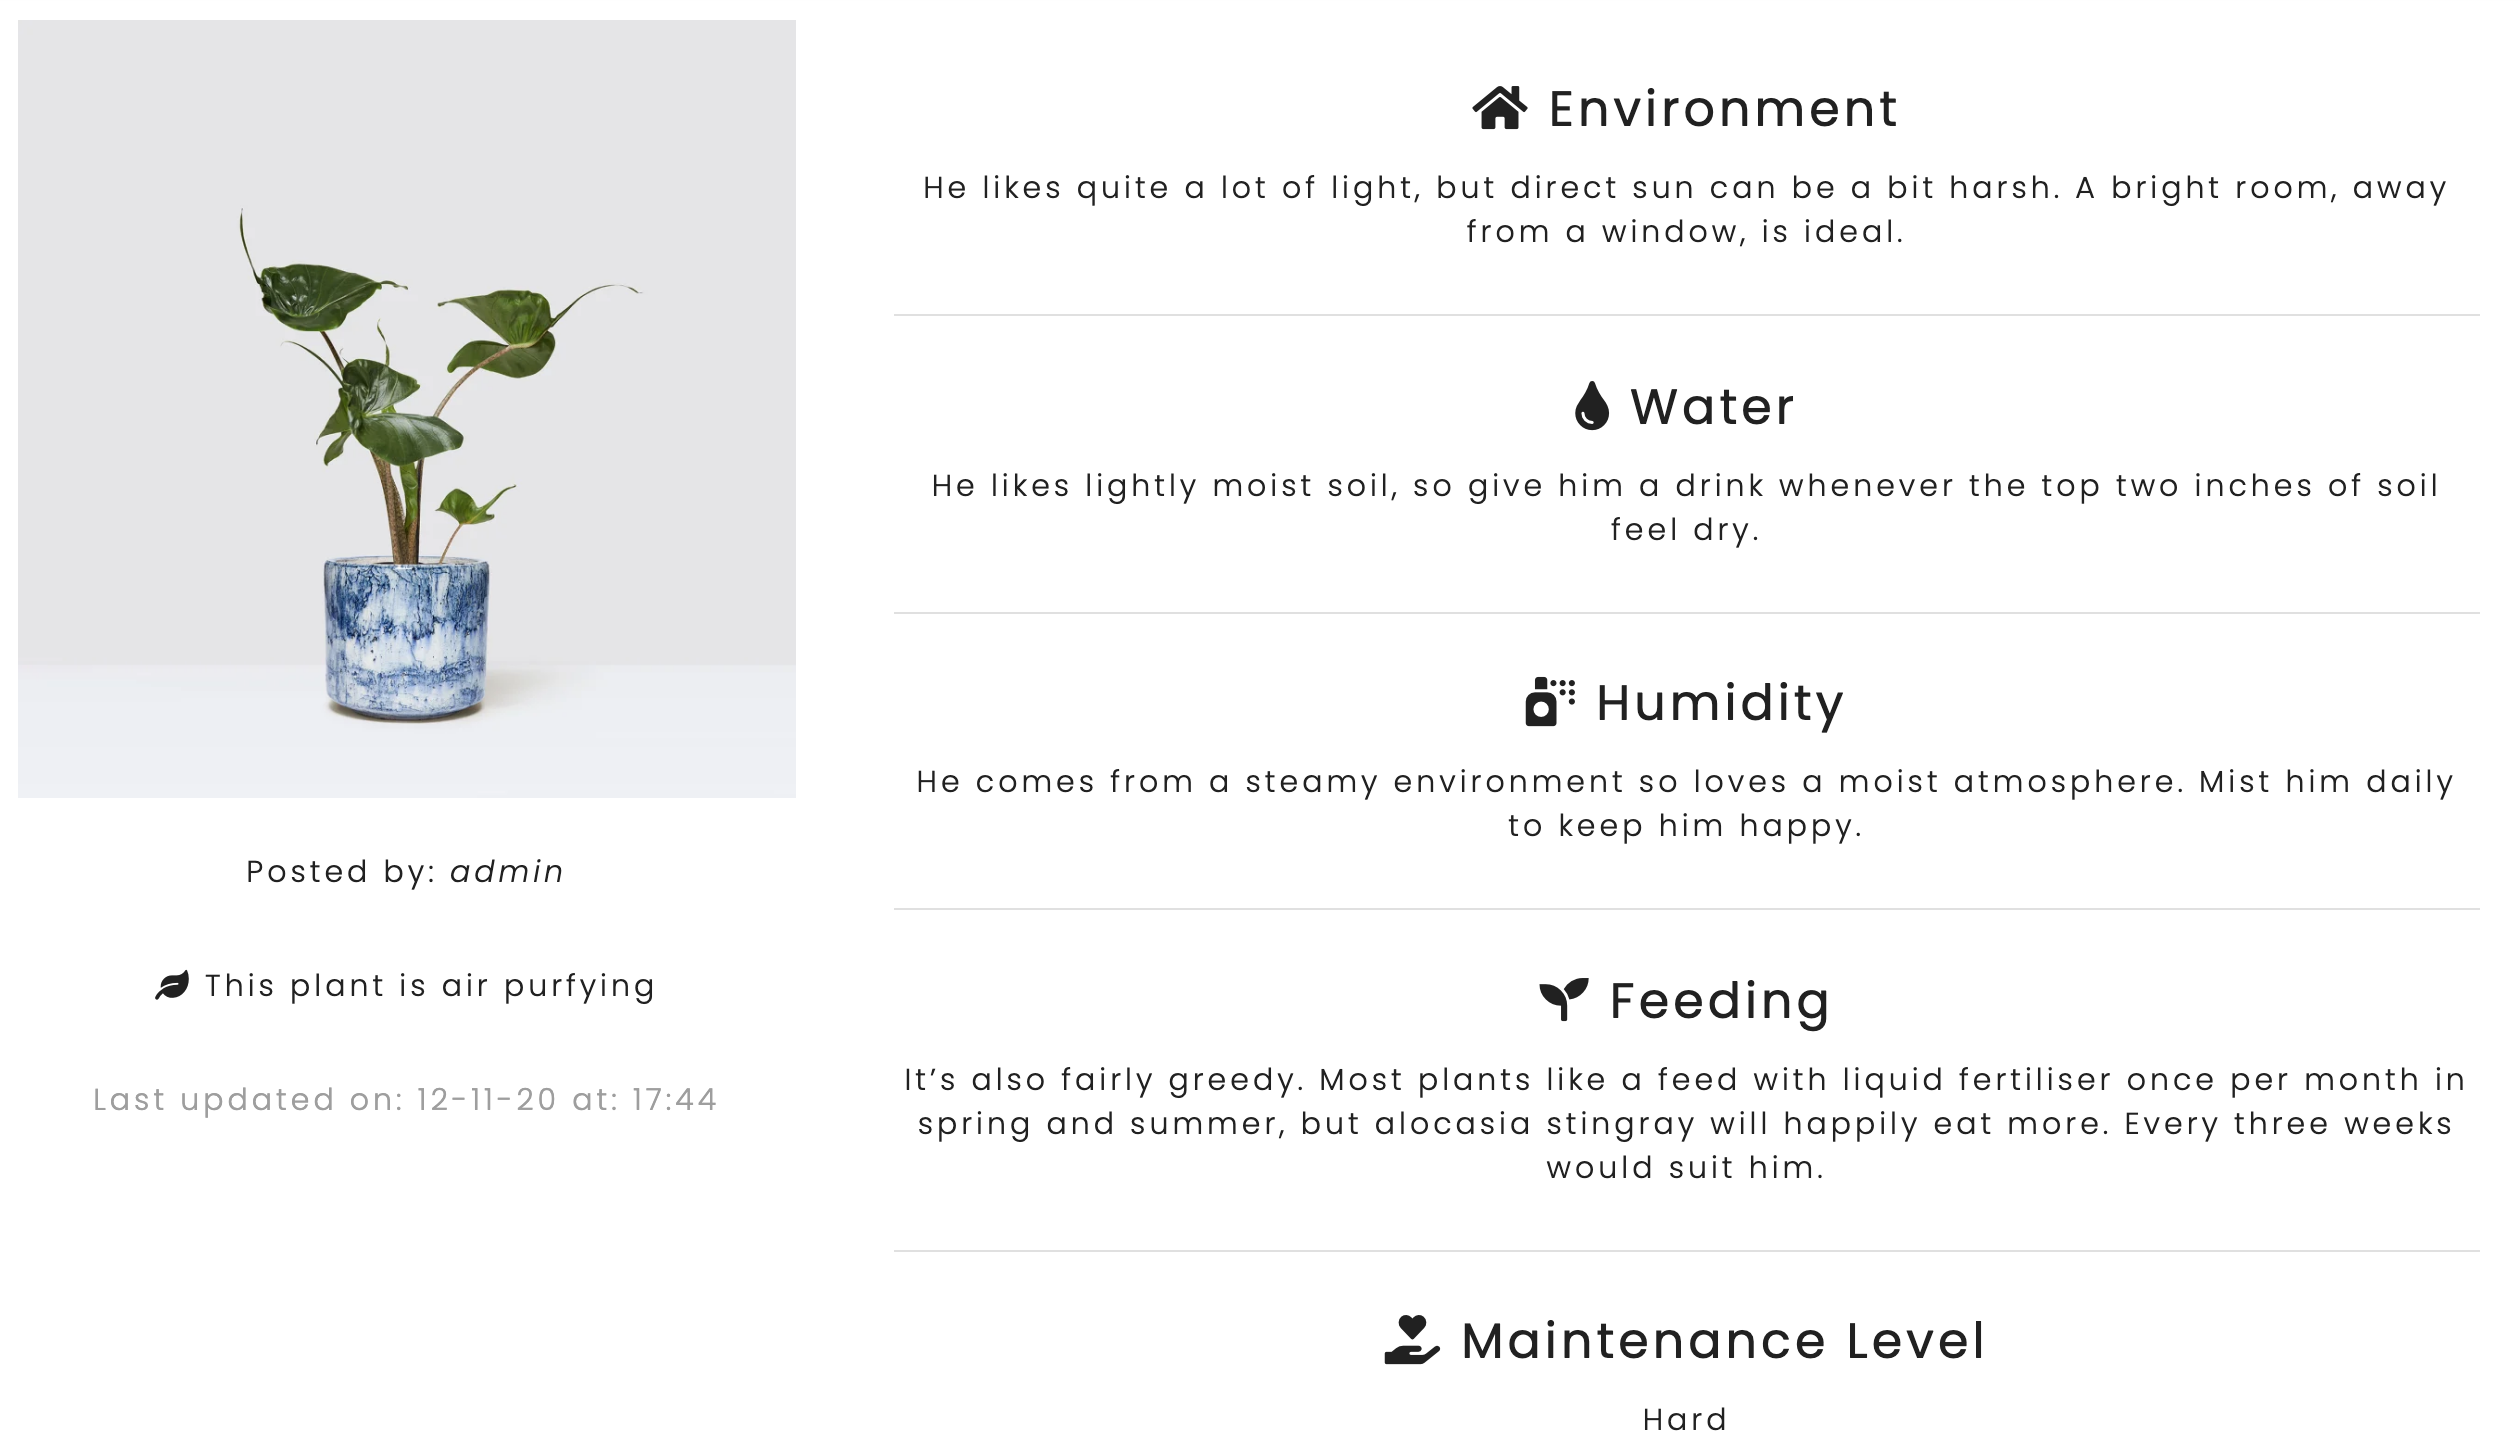 Posted by: admin
This plant is air purfying
Last updated on: 12-11-20 at: 17:44
Environment
He likes quite a lot of light, but direct sun can be a bit harsh. A bright room, away
from a window, is ideal.
Water
He likes lightly moist soil, so give him a drink whenever the top two inches of soil
feel dry.
Humidity
He comes from a steamy environment so loves a moist atmosphere. Mist him daily
to keep him happy.
Feeding
It’s also fairly greedy. Most plants like a feed with liquid fertiliser once per month in
spring and summer, but alocasia stingray will happily eat more. Every three weeks
would suit him.
Maintenance Level
Hard